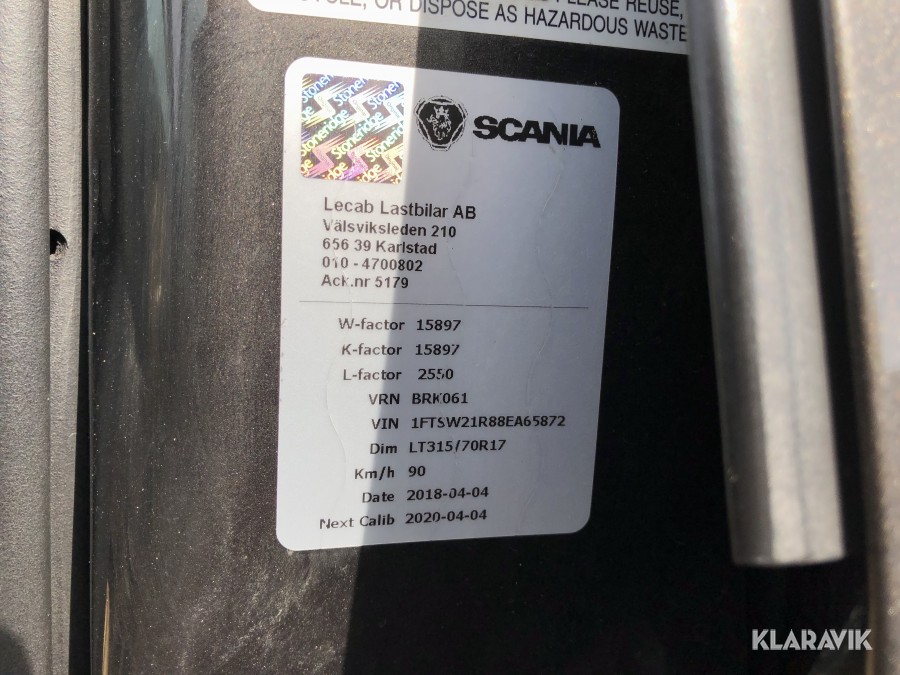 PLEASE REUSE,
OR DISPOSE AS HAZARDOUS WASTE
Stoneridge
SCANIA
Lecab Lastbilar AB
Välsviksleden 210
656 39 Karlstad
010 - 4700802
Ack.nr 5179
W-factor 15897
K-factor 15897
L-factor 2550
VRN BRK061
VIN 1FTSW21R88EA65872
Dim LT315/70R17
Km/h 90
Date 2018-04-04
Next Calib 2020-04-04
KLARAVIK